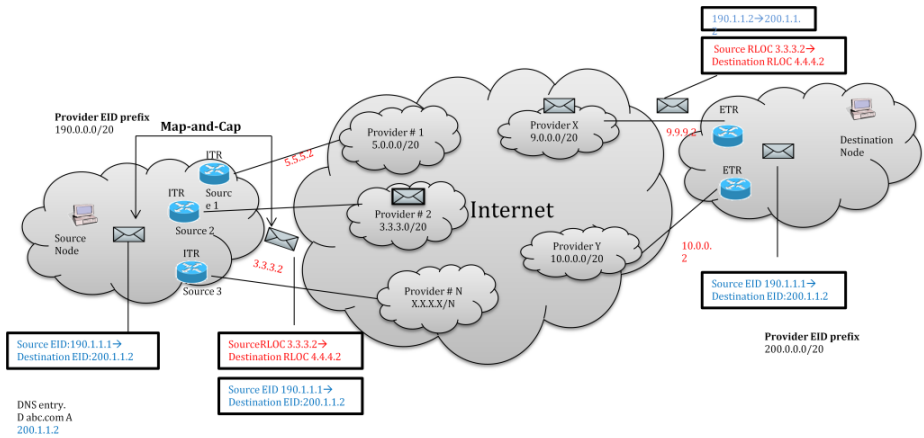 190.1.1.2→200.1.1.
2
Source RLOC 3.3.3.2→
Destination RLOC 4.4.4.2
Provider EID prefix
190.0.0.0/20
Map-and-Cap
ITR
Sourc
e 1
ITR
Source 2
ITR
Source 3
Source
Node
5.5.5.2
3.3.3.2
Provider # 1
5.0.0.0/20
Provider # 2
3.3.3.0/20
Provider # N
X.X.X.X/N
Internet
Provider X
9.0.0.0/20
Provider Y
10.0.0.0/20
9.9.9.2
10.0.0.
2
ETR
ETR
Destination
Node
Source EID:190.1.1.1→
Destination EID:200.1.1.2
SourceRLOC 3.3.3.2→
Destination RLOC 4.4.4.2
Source EID 190.1.1.1→
Destination EID:200.1.1.2
Source EID 190.1.1.1→
Destination EID:200.1.1.2
Provider EID prefix
200.0.0.0/20
DNS entry.
D abc.com A
200.1.1.2